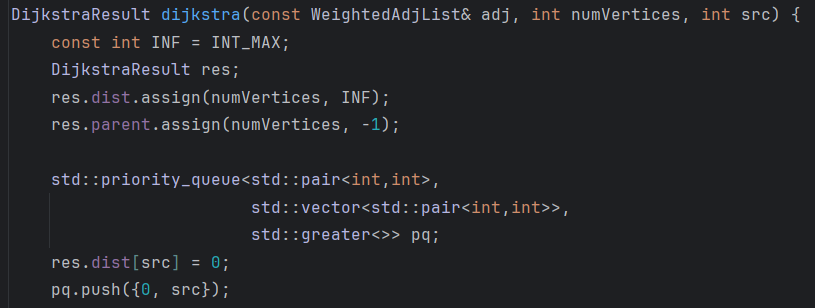 DijkstraResult dijkstra(const WeightedAdjList& adj, int numVertices, int src) {
    const int INF = INT_MAX;
    DijkstraResult res;
    res.dist.assign(numVertices, INF);
    res.parent.assign(numVertices, -1);

    std::priority_queue<std::pair<int,int>,
                        std::vector<std::pair<int,int>>,
                        std::greater<>> pq;
    res.dist[src] = 0;
    pq.push({0, src});